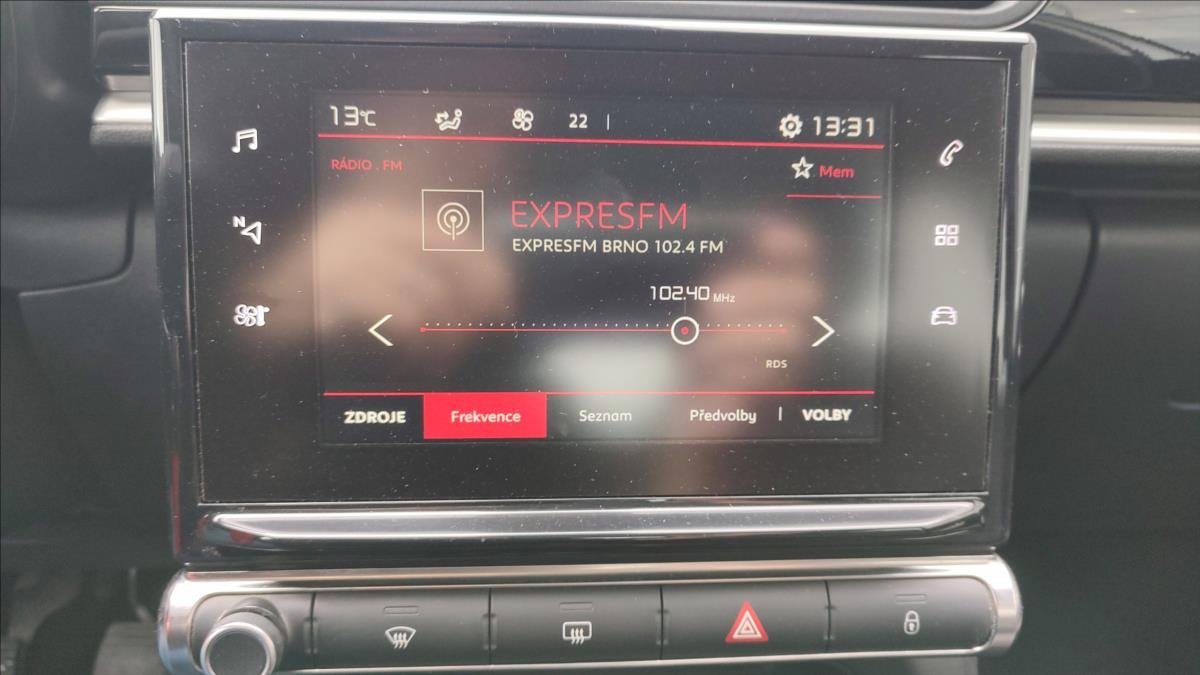 13°C 22 13:31
RÁDIO . FM Mem
EXPRESFM
EXPRESFM BRNO 102.4 FM
102.40 MHz
RDS
ZDROJE Frekvence Seznam Předvolby VOLBY
N